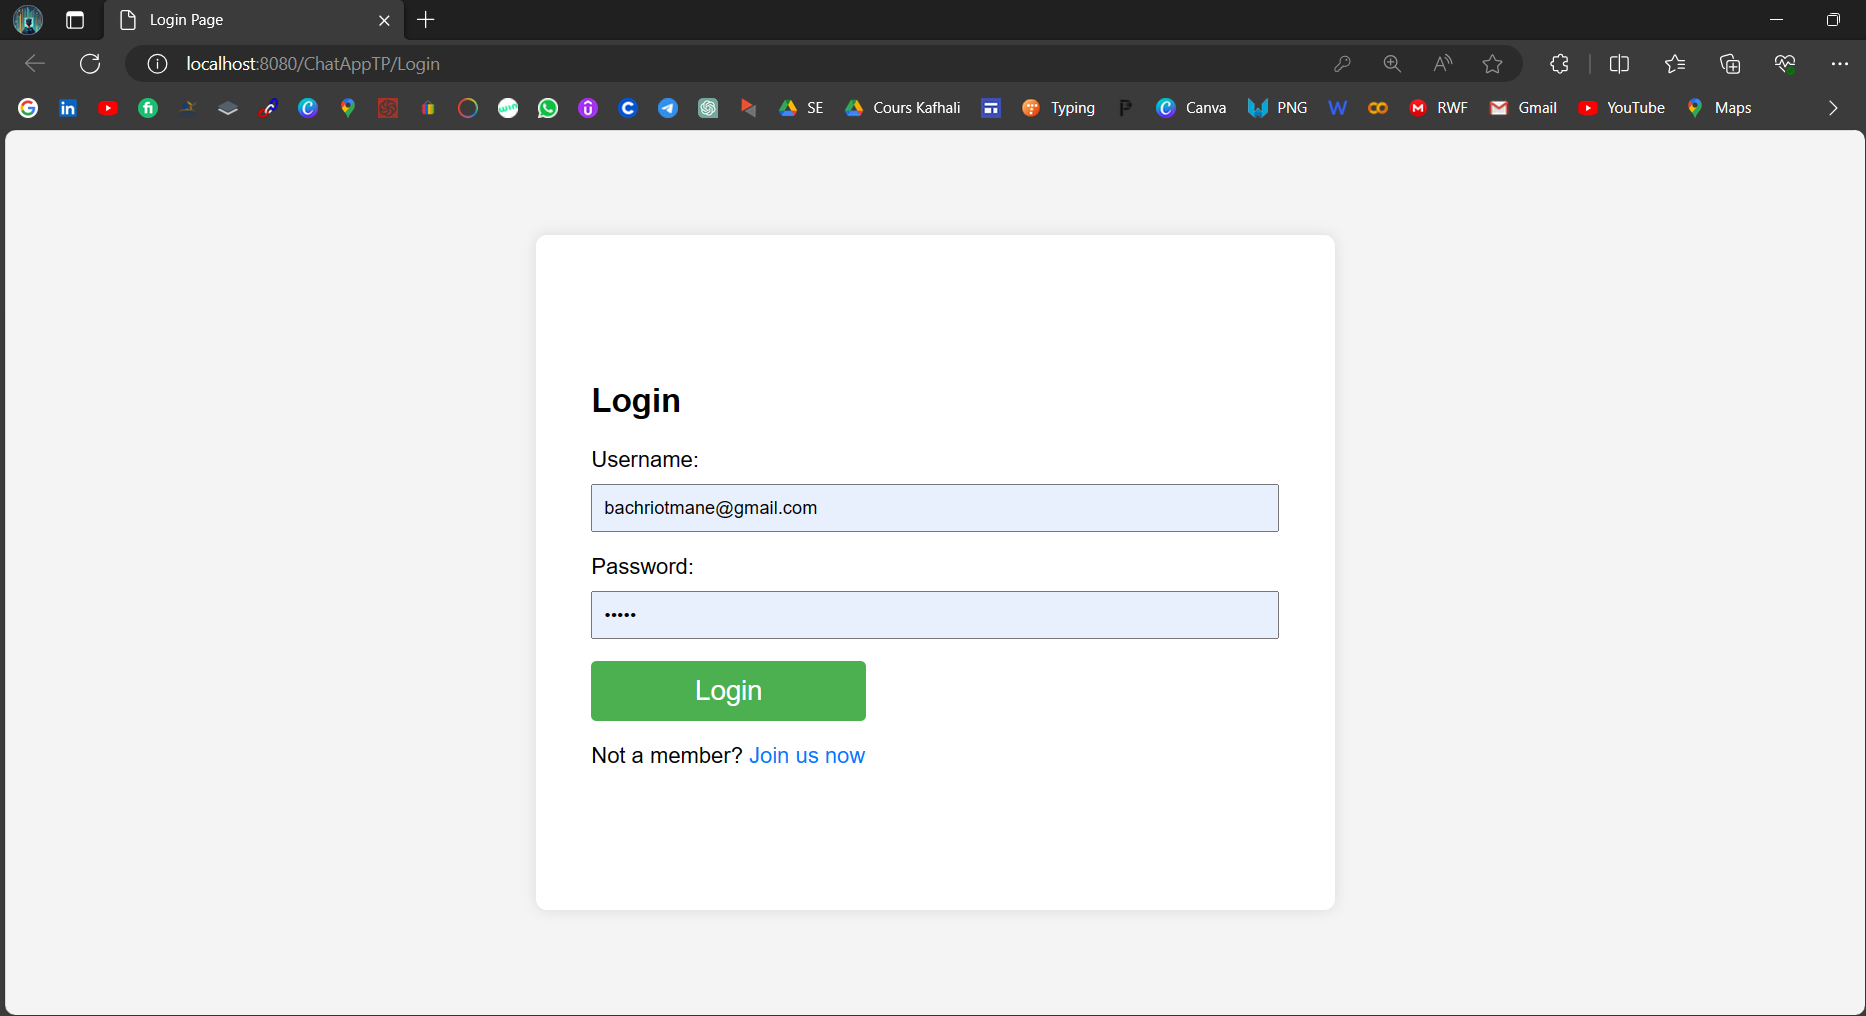 Login Page
localhost:8080/ChatAppTP/Login
SE Cours Kafhali Typing Canva PNG RWF Gmail YouTube Maps
Login
Username:
bachriotmane@gmail.com
Password:
•••••
Login
Not a member? Join us now